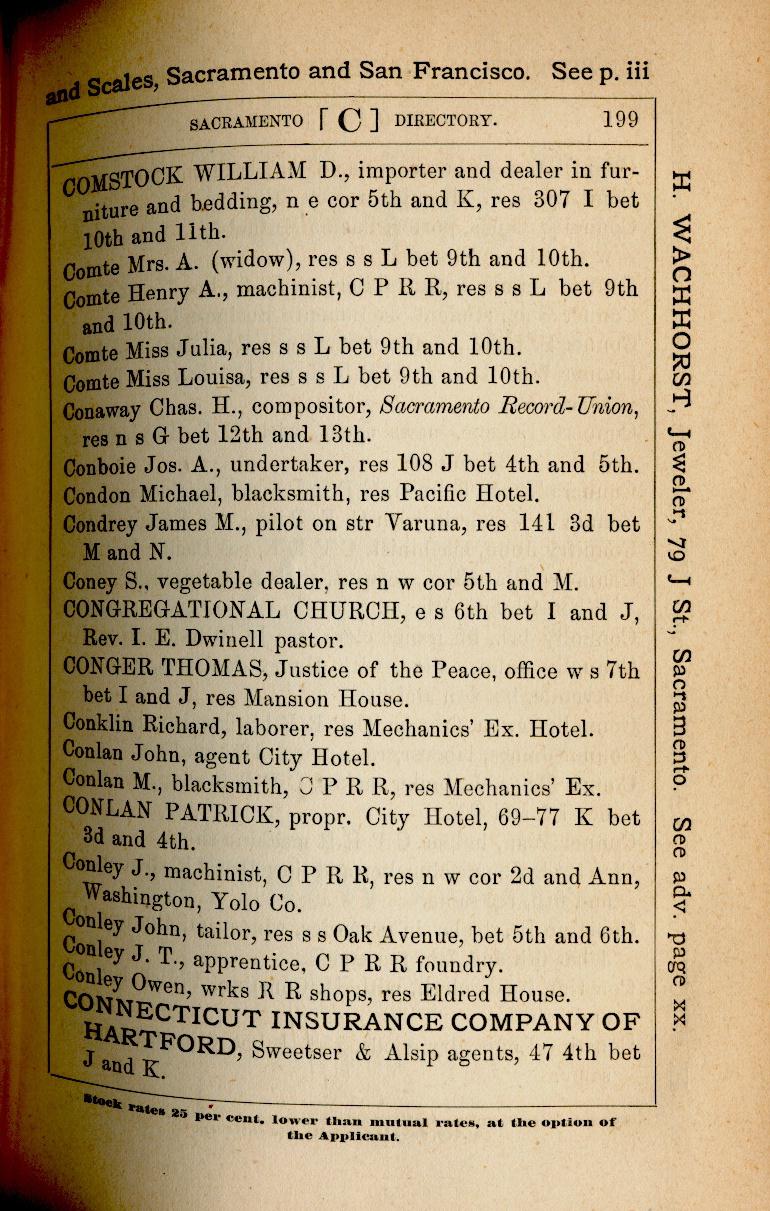 and Scales, Sacramento and San Francisco. See p. iii
SACRAMENTO [ C ] DIRECTORY. 199
COMSTOCK WILLIAM D., importer and dealer in fur-
niture and bedding, n e cor 5th and K, res 307 I bet
10th and 11th.
Comte Mrs. A. (widow), res s s L bet 9th and 10th.
Comte Henry A., machinist, C P R R, res s s L bet 9th
and 10th.
Comte Miss Julia, res s s L bet 9th and 10th.
Comte Miss Louisa, res s s L bet 9th and 10th.
Conaway Chas. H., compositor, Sacramento Record-Union,
res n s G bet 12th and 13th.
Conboie Jos. A., undertaker, res 108 J bet 4th and 5th.
Condon Michael, blacksmith, res Pacific Hotel.
Condrey James M., pilot on str Varuna, res 141 3d bet
M and N.
Coney S., vegetable dealer, res n w cor 5th and M.
CONGREGATIONAL CHURCH, e s 6th bet I and J,
Rev. I. E. Dwinell pastor.
CONGER THOMAS, Justice of the Peace, office w s 7th
bet I and J, res Mansion House.
Conklin Richard, laborer, res Mechanics' Ex. Hotel.
Conlan John, agent City Hotel.
Conlan M., blacksmith, C P R R, res Mechanics' Ex.
CONLAN PATRICK, propr. City Hotel, 69–77 K bet
3d and 4th.
Conley J., machinist, C P R R, res n w cor 2d and Ann,
Washington, Yolo Co.
Conley John, tailor, res s s Oak Avenue, bet 5th and 6th.
Conley J. T., apprentice, C P R R foundry.
Conley Owen, wrks R R shops, res Eldred House.
CONNECTICUT INSURANCE COMPANY OF
HARTFORD, Sweetser & Alsip agents, 47 4th bet
J and K.
Stock rates 25 per cent. lower than mutual rates, at the option of
the Applicant.
H. WACHHORST, Jeweler, 79 J St., Sacramento. See adv. page xx.